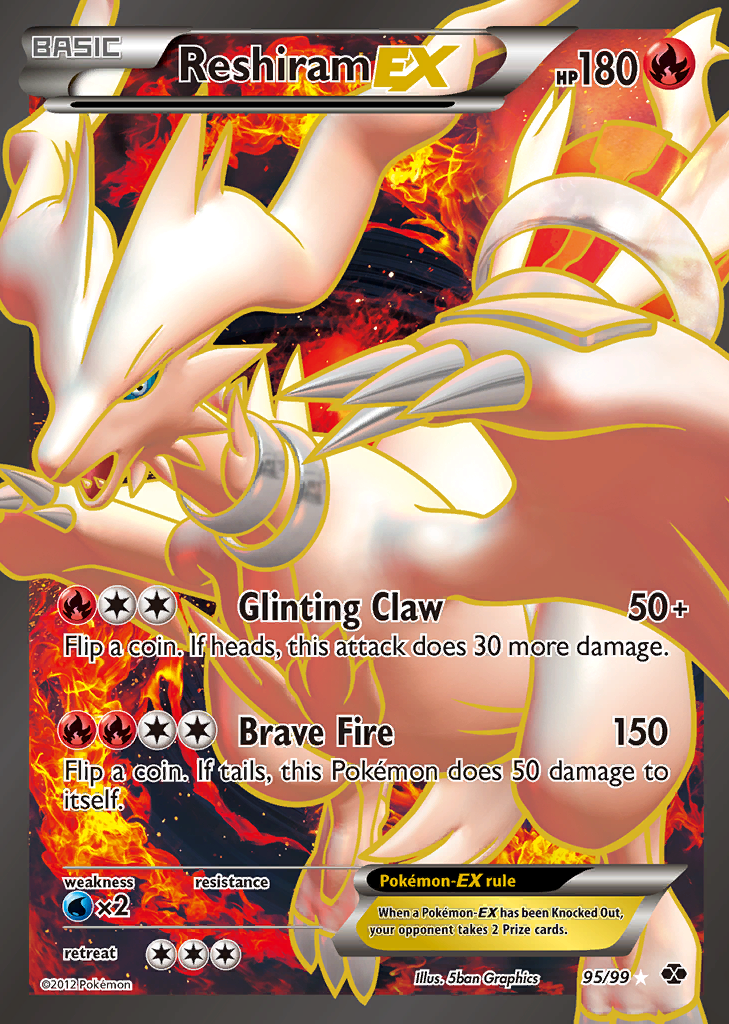 BASIC
Reshiram EX
HP180
Glinting Claw 50+
Flip a coin. If heads, this attack does 30 more damage.
Brave Fire 150
Flip a coin. If tails, this Pokémon does 50 damage to
itself.
weakness resistance
×2
retreat
Pokémon-EX rule
When a Pokémon-EX has been Knocked Out,
your opponent takes 2 Prize cards.
©2012 Pokémon
Illus. 5ban Graphics
95/99